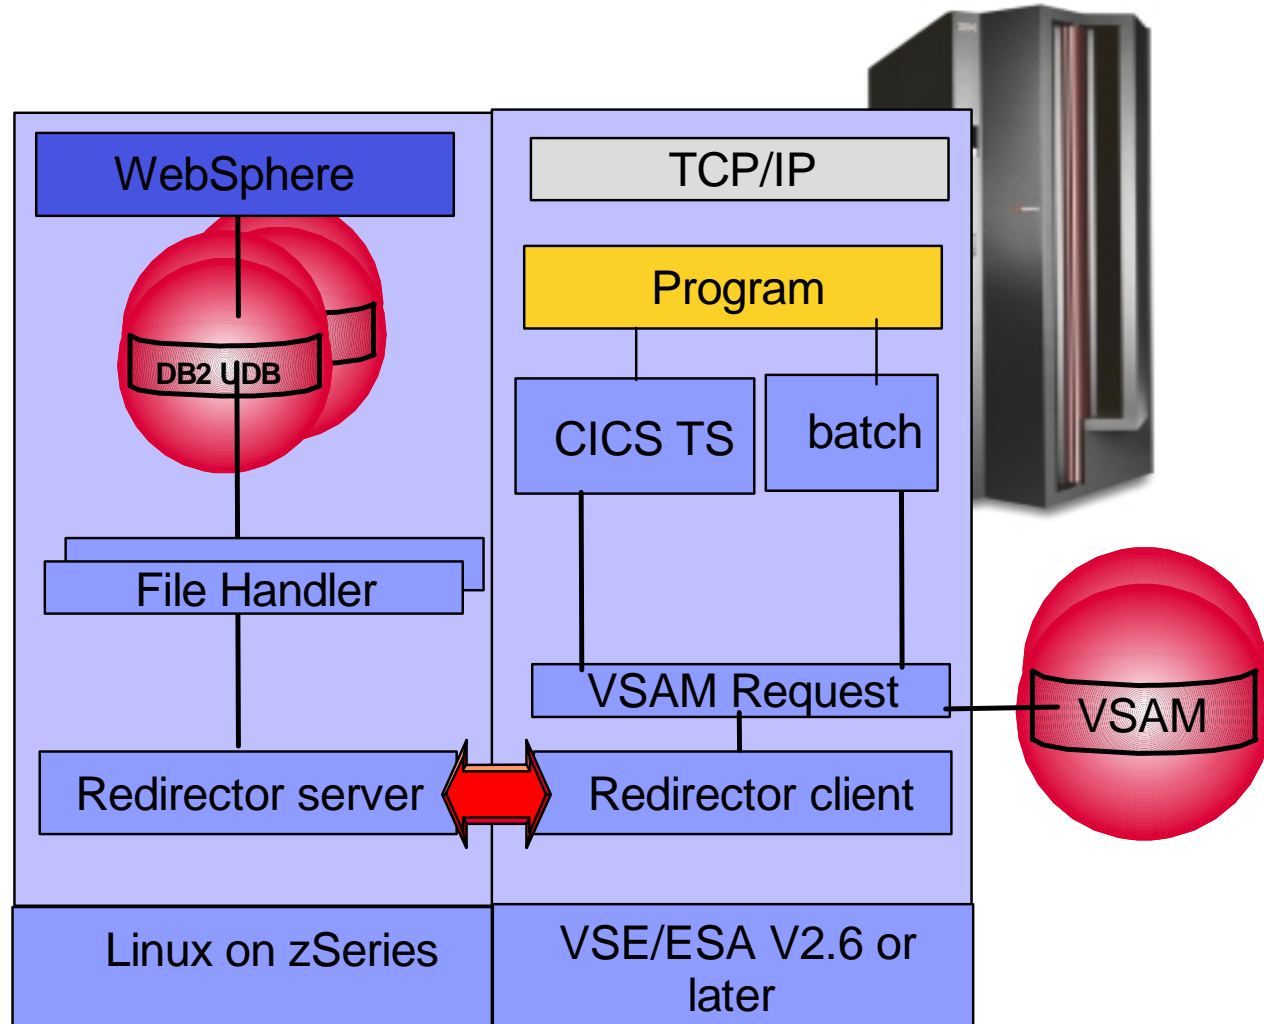 WebSphere
TCP/IP
Program
DB2 UDB
CICS TS
batch
File Handler
VSAM Request
VSAM
Redirector server
Redirector client
Linux on zSeries
VSE/ESA V2.6 or
later